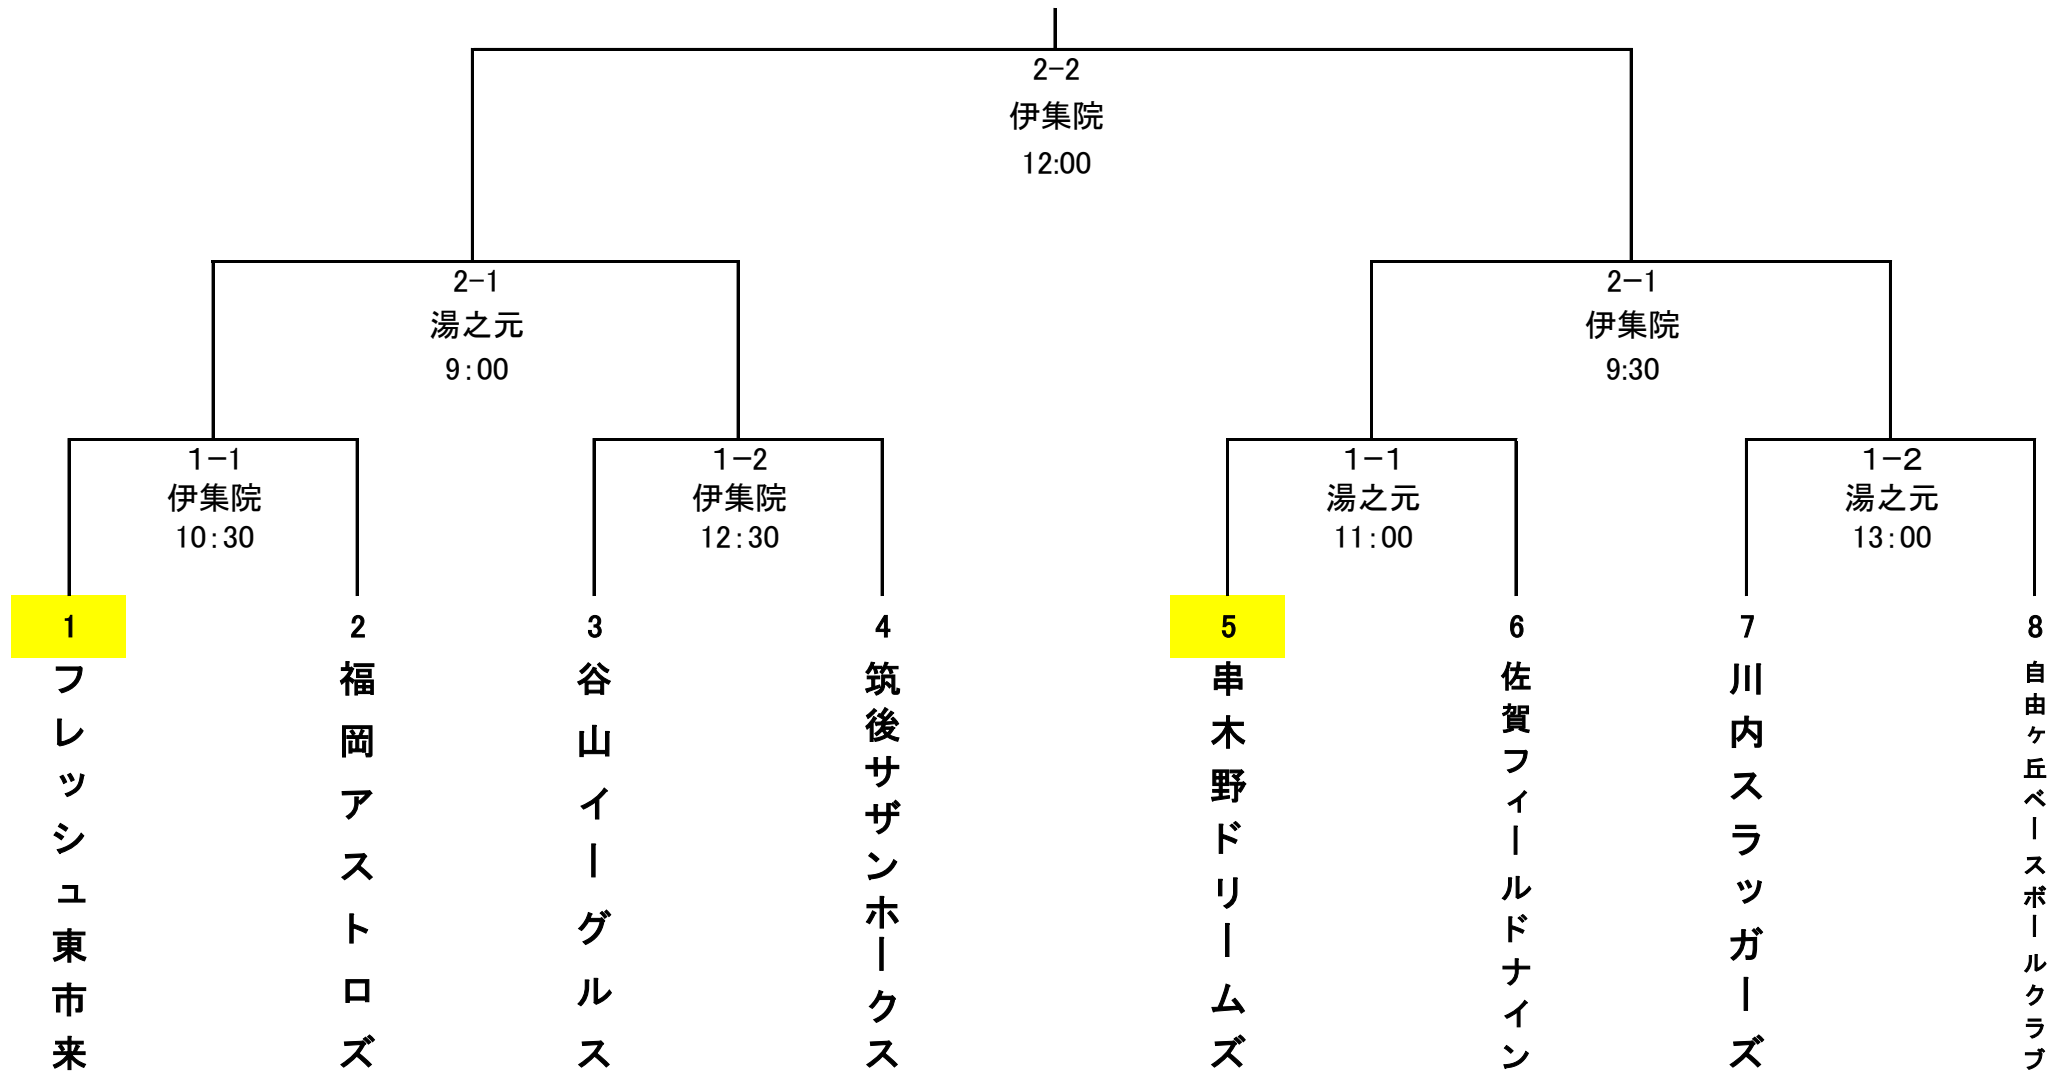 2-2
伊集院
12:00
2-1
湯之元
9:00
2-1
伊集院
9:30
1-1
伊集院
10:30
1-2
伊集院
12:30
1-1
湯之元
11:00
1-2
湯之元
13:00
1
フレッシュ東市来
2
福岡アストロズ
3
谷山イーグルス
4
筑後サザンホークス
5
串木野ドリームズ
6
佐賀フィールドナイン
7
川内スラッガーズ
8
自由ヶ丘ベースボールクラブ